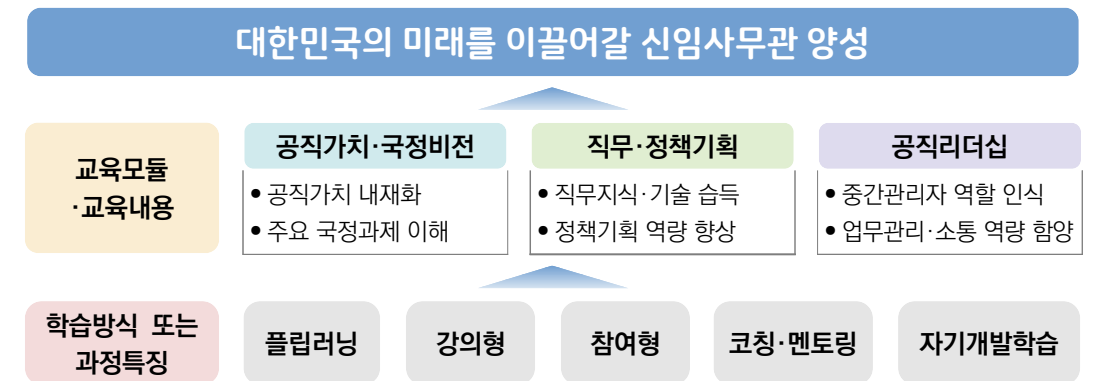 대한민국의 미래를 이끌어갈 신임사무관 양성
교육모듈
·교육내용
공직가치·국정비전
• 공직가치 내재화
• 주요 국정과제 이해
직무·정책기획
• 직무지식·기술 습득
• 정책기획 역량 향상
공직리더십
• 중간관리자 역할 인식
• 업무관리·소통 역량 함양
학습방식 또는
과정특징
플립러닝
강의형
참여형
코칭·멘토링
자기개발학습